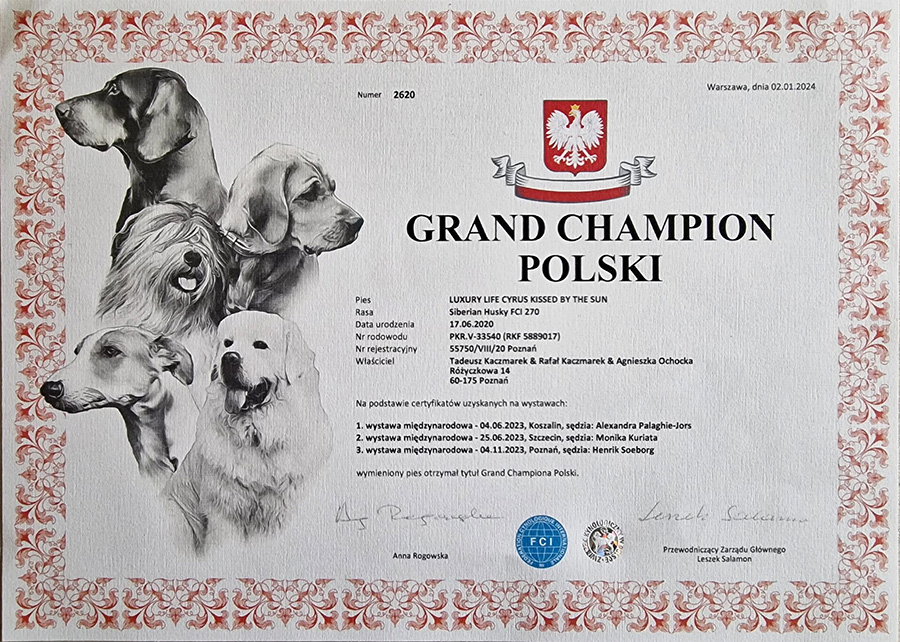 Numer 2620
Warszawa, dnia 02.01.2024
GRAND CHAMPION
POLSKI
Pies LUXURY LIFE CYRUS KISSED BY THE SUN
Rasa Siberian Husky FCI 270
Data urodzenia 17.06.2020
Nr rodowodu PKR.V-33540 (RKF 5889017)
Nr rejestracyjny 55750/VIII/20 Poznań
Właściciel Tadeusz Kaczmarek & Rafał Kaczmarek & Agnieszka Ochocka
Różyczkowa 14
60-175 Poznań
Na podstawie certyfikatów uzyskanych na wystawach:
1. wystawa międzynarodowa - 04.06.2023, Koszalin, sędzia: Alexandra Palaghie-Jors
2. wystawa międzynarodowa - 25.06.2023, Szczecin, sędzia: Monika Kuriata
3. wystawa międzynarodowa - 04.11.2023, Poznań, sędzia: Henrik Soeborg
wymieniony pies otrzymał tytuł Grand Championa Polski.
FCI
Anna Rogowska
Przewodniczący Zarządu Głównego
Leszek Salamon